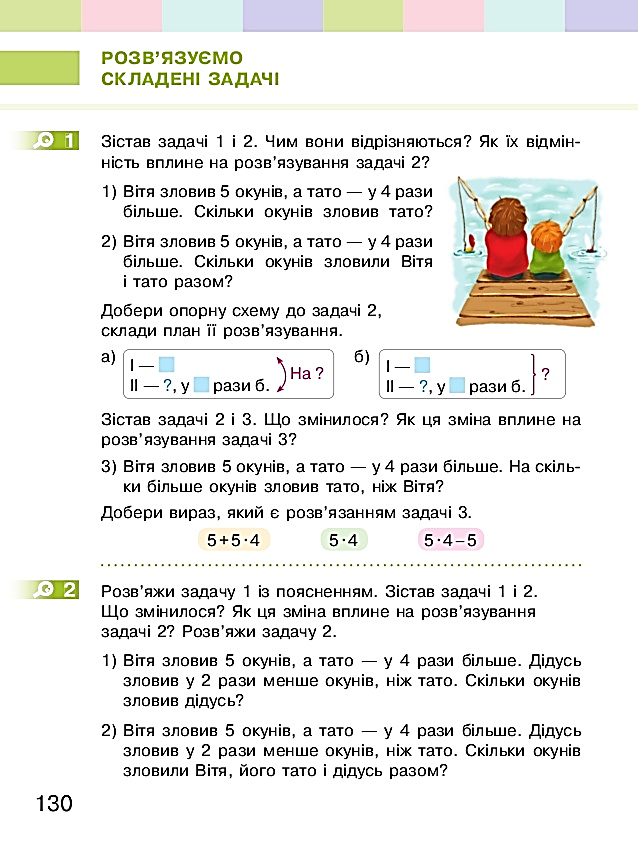 РОЗВ’ЯЗУЄМО
СКЛАДЕНІ ЗАДАЧІ
1
Зістав задачі 1 і 2. Чим вони відрізняються? Як їх відмін-
ність вплине на розв’язування задачі 2?
1) Вітя зловив 5 окунів, а тато — у 4 рази
більше. Скільки окунів зловив тато?
2) Вітя зловив 5 окунів, а тато — у 4 рази
більше. Скільки окунів зловили Вітя
і тато разом?
Добери опорну схему до задачі 2,
склади план її розв’язування.
а)
І —
ІІ — ?, у рази б.
На ?
б)
І —
ІІ — ?, у рази б.
?
Зістав задачі 2 і 3. Що змінилося? Як ця зміна вплине на
розв’язування задачі 3?
3) Вітя зловив 5 окунів, а тато — у 4 рази більше. На скіль-
ки більше окунів зловив тато, ніж Вітя?
Добери вираз, який є розв’язанням задачі 3.
5+5·4 5·4 5·4–5
2
Розв’яжи задачу 1 із поясненням. Зістав задачі 1 і 2.
Що змінилося? Як ця зміна вплине на розв’язування
задачі 2? Розв’яжи задачу 2.
1) Вітя зловив 5 окунів, а тато — у 4 рази більше. Дідусь
зловив у 2 рази менше окунів, ніж тато. Скільки окунів
зловив дідусь?
2) Вітя зловив 5 окунів, а тато — у 4 рази більше. Дідусь
зловив у 2 рази менше окунів, ніж тато. Скільки окунів
зловили Вітя, його тато і дідусь разом?
130